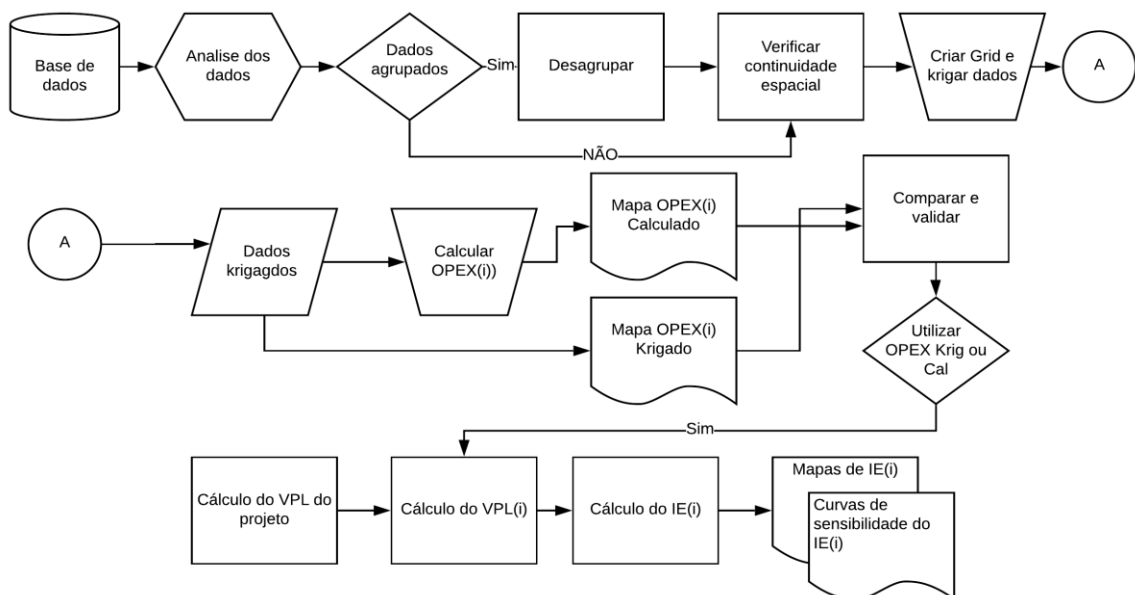 Base de
dados
Analise dos
dados
Dados
agrupados
Sim
Desagrupar
Verificar
continuidade
espacial
Criar Grid e
krigar dados
A
NÃO
A
Dados
krigagdos
Calcular
OPEX(i))
Mapa OPEX(i)
Calculado
Mapa OPEX(i)
Krigado
Comparar e
validar
Utilizar
OPEX Krig ou
Cal
Sim
Cálculo do VPL do
projeto
Cálculo do VPL(i)
Cálculo do IE(i)
Mapas de IE(i)
Curvas de
sensibilidade do
IE(i)